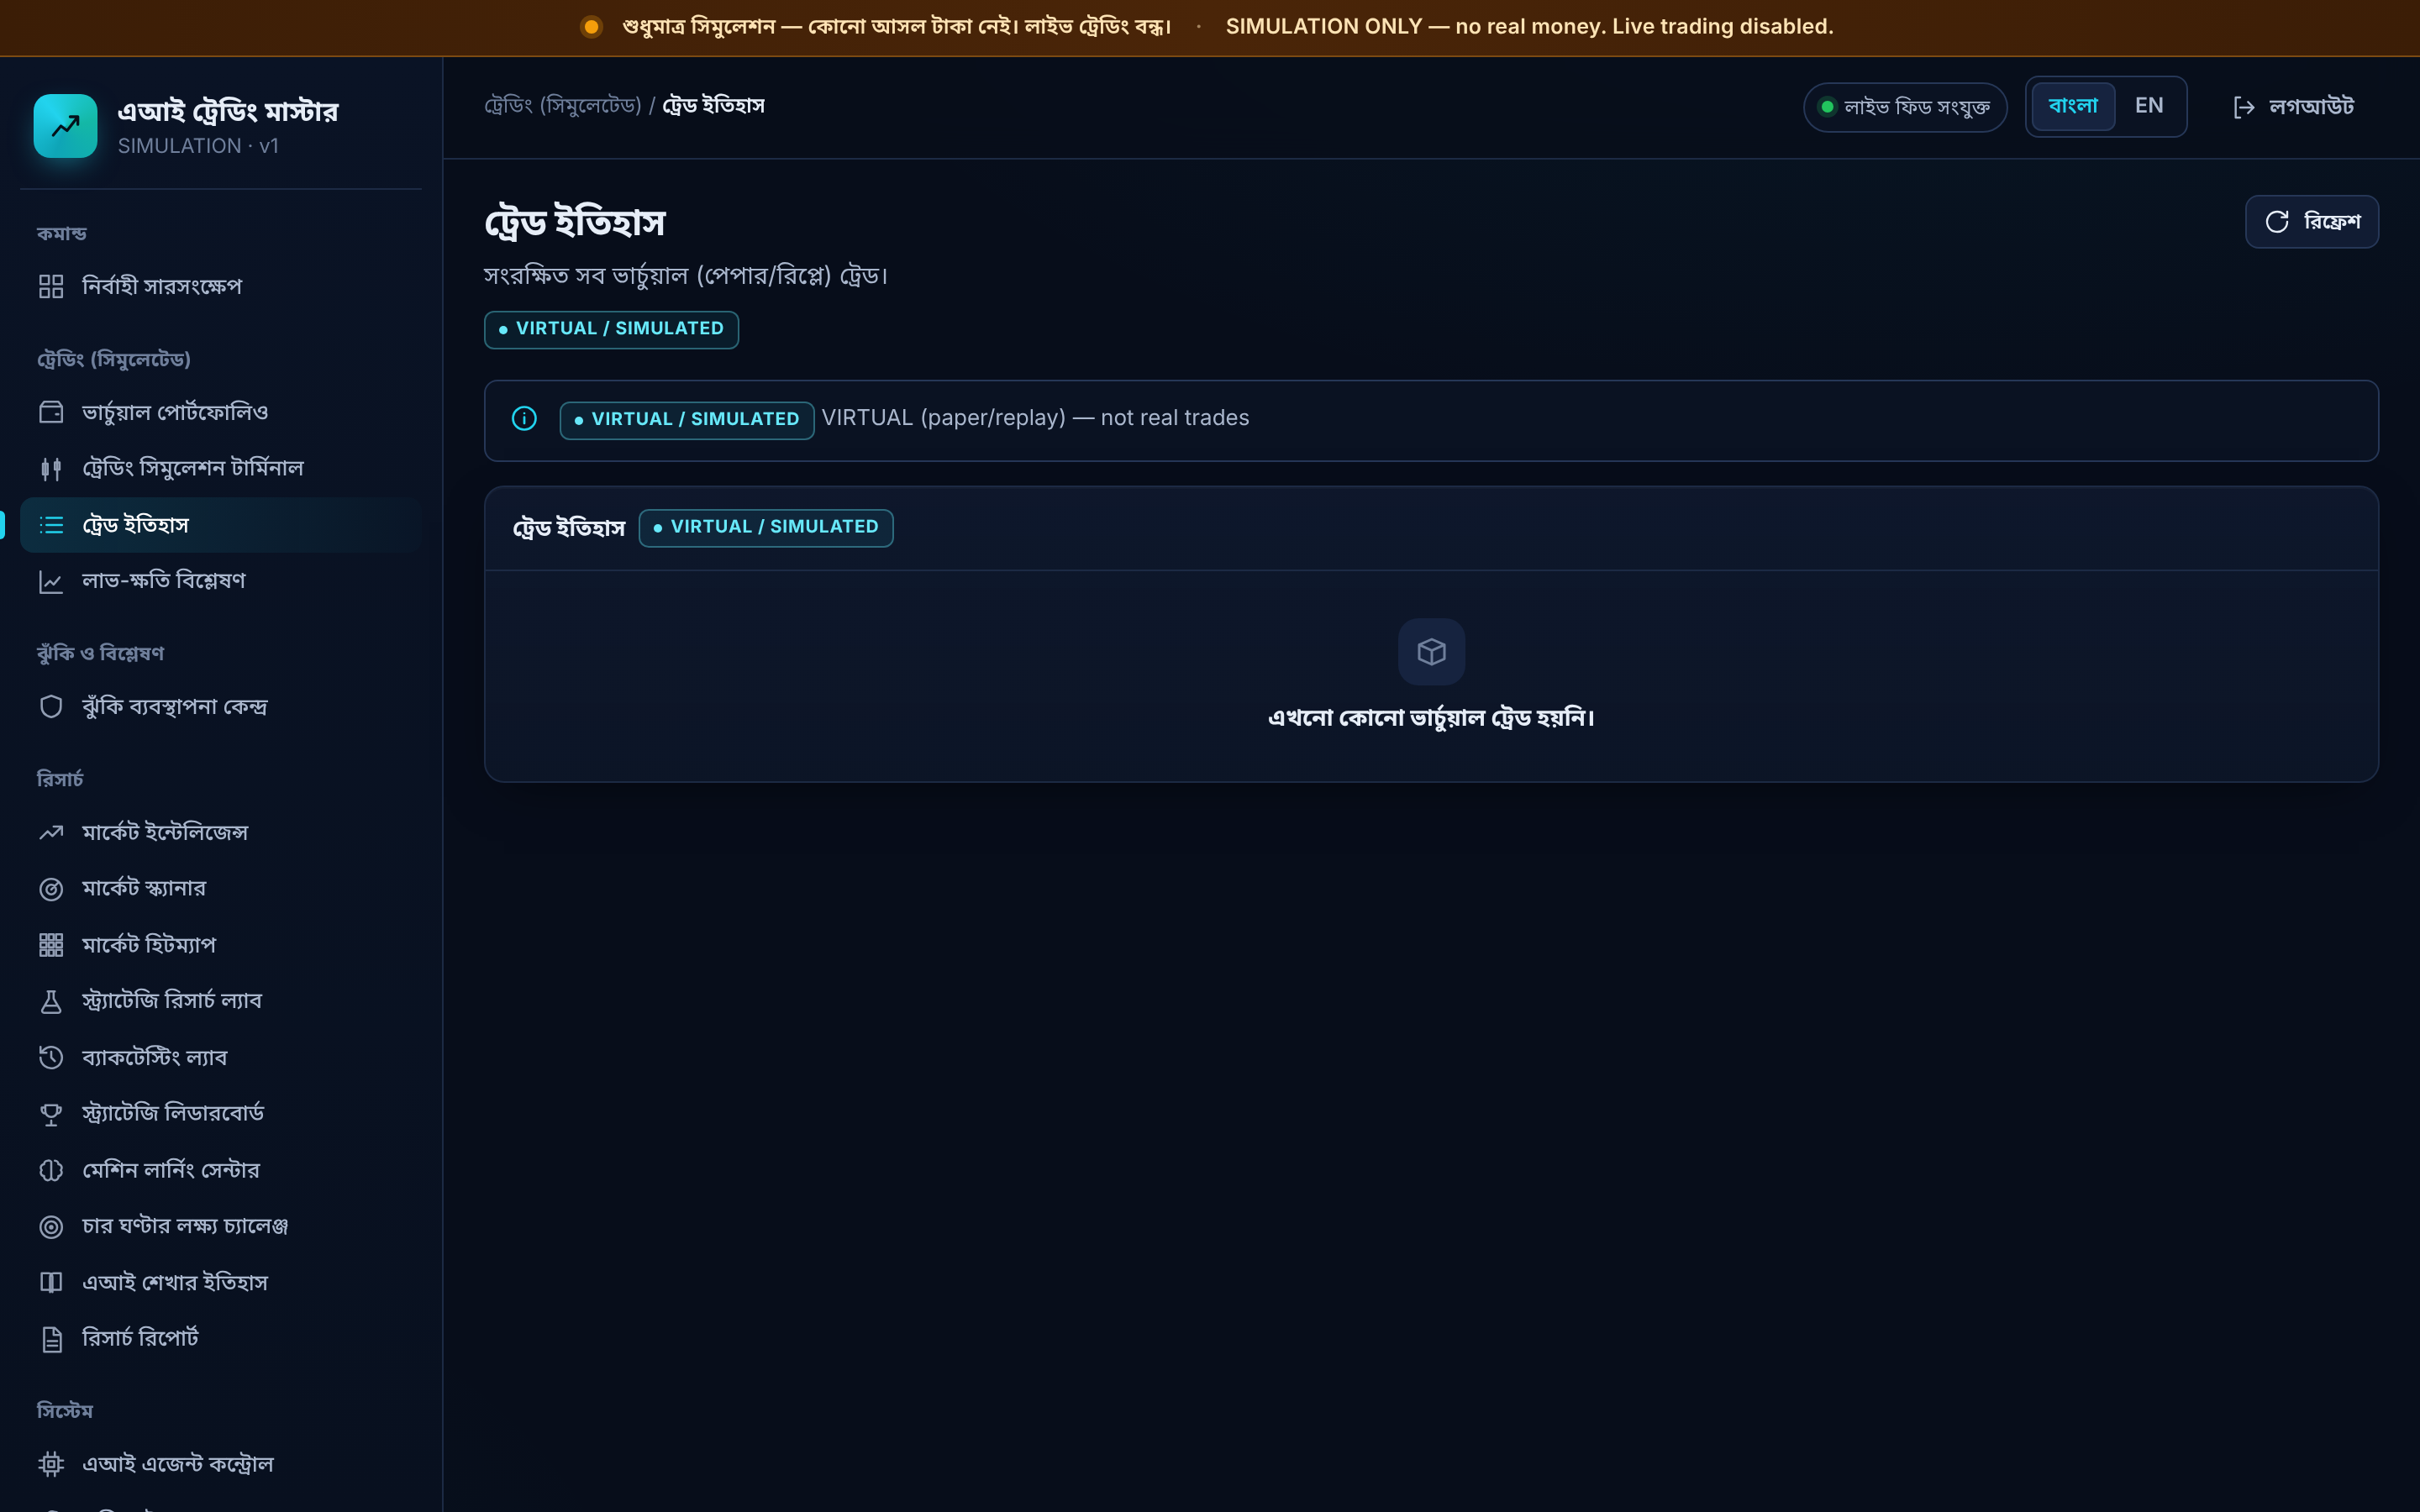 শুধুমাত্র সিমুলেশন — কোনো আসল টাকা নেই। লাইভ ট্রেডিং বন্ধ। · SIMULATION ONLY — no real money. Live trading disabled.
এআই ট্রেডিং মাস্টার
SIMULATION · v1
ট্রেডিং (সিমুলেটেড) / ট্রেড ইতিহাস
লাইভ ফিড সংযুক্ত
বাংলা
EN
লগআউট
কমান্ড
নির্বাহী সারসংক্ষেপ
ট্রেডিং (সিমুলেটেড)
ভার্চুয়াল পোর্টফোলিও
ট্রেডিং সিমুলেশন টার্মিনাল
ট্রেড ইতিহাস
লাভ-ক্ষতি বিশ্লেষণ
ঝুঁকি ও বিশ্লেষণ
ঝুঁকি ব্যবস্থাপনা কেন্দ্র
রিসার্চ
মার্কেট ইন্টেলিজেন্স
মার্কেট স্ক্যানার
মার্কেট হিটম্যাপ
স্ট্র্যাটেজি রিসার্চ ল্যাব
ব্যাকটেস্টিং ল্যাব
স্ট্র্যাটেজি লিডারবোর্ড
মেশিন লার্নিং সেন্টার
চার ঘণ্টার লক্ষ্য চ্যালেঞ্জ
এআই শেখার ইতিহাস
রিসার্চ রিপোর্ট
সিস্টেম
এআই এজেন্ট কন্ট্রোল
ট্রেড ইতিহাস
রিফ্রেশ
সংরক্ষিত সব ভার্চুয়াল (পেপার/রিপ্লে) ট্রেড।
VIRTUAL / SIMULATED
VIRTUAL / SIMULATED VIRTUAL (paper/replay) — not real trades
ট্রেড ইতিহাস VIRTUAL / SIMULATED
এখনো কোনো ভার্চুয়াল ট্রেড হয়নি।